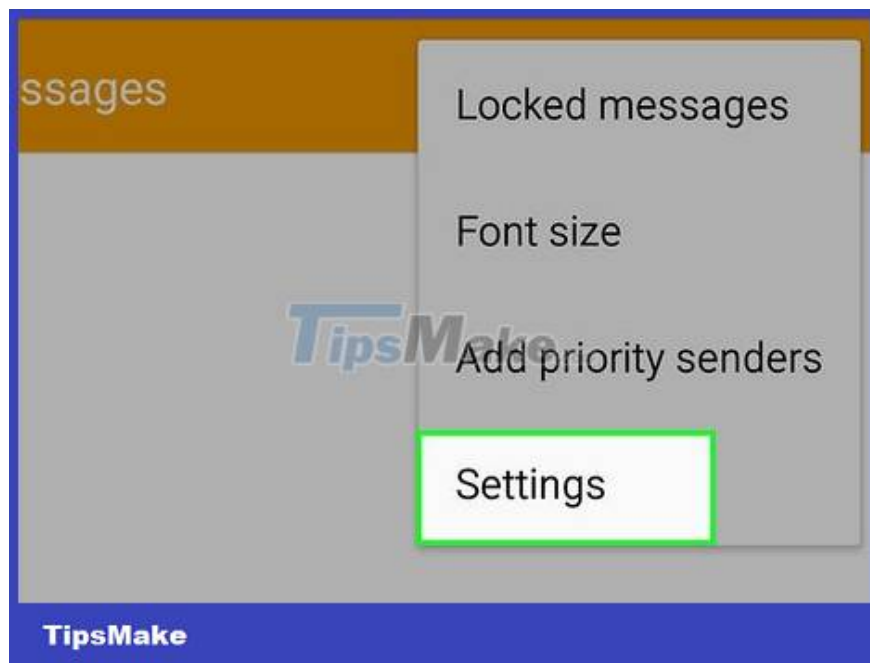 ssages
Locked messages
Font size
TipsMake
Add priority senders
Settings
TipsMake